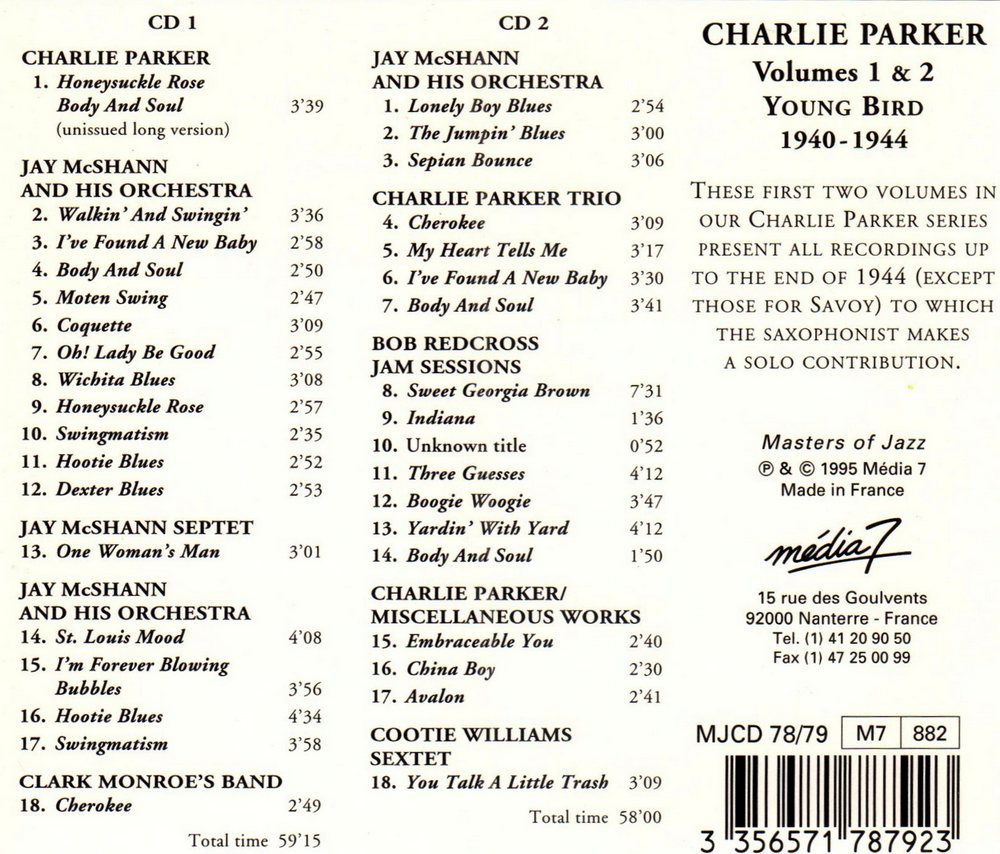 CD 1
CHARLIE PARKER
1. Honeysuckle Rose
Body And Soul 3'39
(unissued long version)
JAY McSHANN
AND HIS ORCHESTRA
2. Walkin' And Swingin' 3'36
3. I've Found A New Baby 2'58
4. Body And Soul 2'50
5. Moten Swing 2'47
6. Coquette 3'09
7. Oh! Lady Be Good 2'55
8. Wichita Blues 3'08
9. Honeysuckle Rose 2'57
10. Swingmatism 2'35
11. Hootie Blues 2'52
12. Dexter Blues 2'53
JAY McSHANN SEPTET
13. One Woman's Man 3'01
JAY McSHANN
AND HIS ORCHESTRA
14. St. Louis Mood 4'08
15. I'm Forever Blowing
Bubbles 3'56
16. Hootie Blues 4'34
17. Swingmatism 3'58
CLARK MONROE'S BAND
18. Cherokee 2'49
Total time 59'15
CD 2
JAY McSHANN
AND HIS ORCHESTRA
1. Lonely Boy Blues 2'54
2. The Jumpin' Blues 3'00
3. Sepian Bounce 3'06
CHARLIE PARKER TRIO
4. Cherokee 3'09
5. My Heart Tells Me 3'17
6. I've Found A New Baby 3'30
7. Body And Soul 3'41
BOB REDCROSS
JAM SESSIONS
8. Sweet Georgia Brown 7'31
9. Indiana 1'36
10. Unknown title 0'52
11. Three Guesses 4'12
12. Boogie Woogie 3'47
13. Yardin' With Yard 4'12
14. Body And Soul 1'50
CHARLIE PARKER/
MISCELLANEOUS WORKS
15. Embraceable You 2'40
16. China Boy 2'30
17. Avalon 2'41
COOTIE WILLIAMS
SEXTET
18. You Talk A Little Trash 3'09
Total time 58'00
CHARLIE PARKER
Volumes 1 & 2
YOUNG BIRD
1940-1944
THESE FIRST TWO VOLUMES IN
OUR CHARLIE PARKER SERIES
PRESENT ALL RECORDINGS UP
TO THE END OF 1944 (EXCEPT
THOSE FOR SAVOY) TO WHICH
THE SAXOPHONIST MAKES
A SOLO CONTRIBUTION.
Masters of Jazz
℗ & © 1995 Média 7
Made in France
média 7
15 rue des Goulvents
92000 Nanterre - France
Tel. (1) 41 20 90 50
Fax (1) 47 25 00 99
MJCD 78/79 M7 882
3 356571 787923